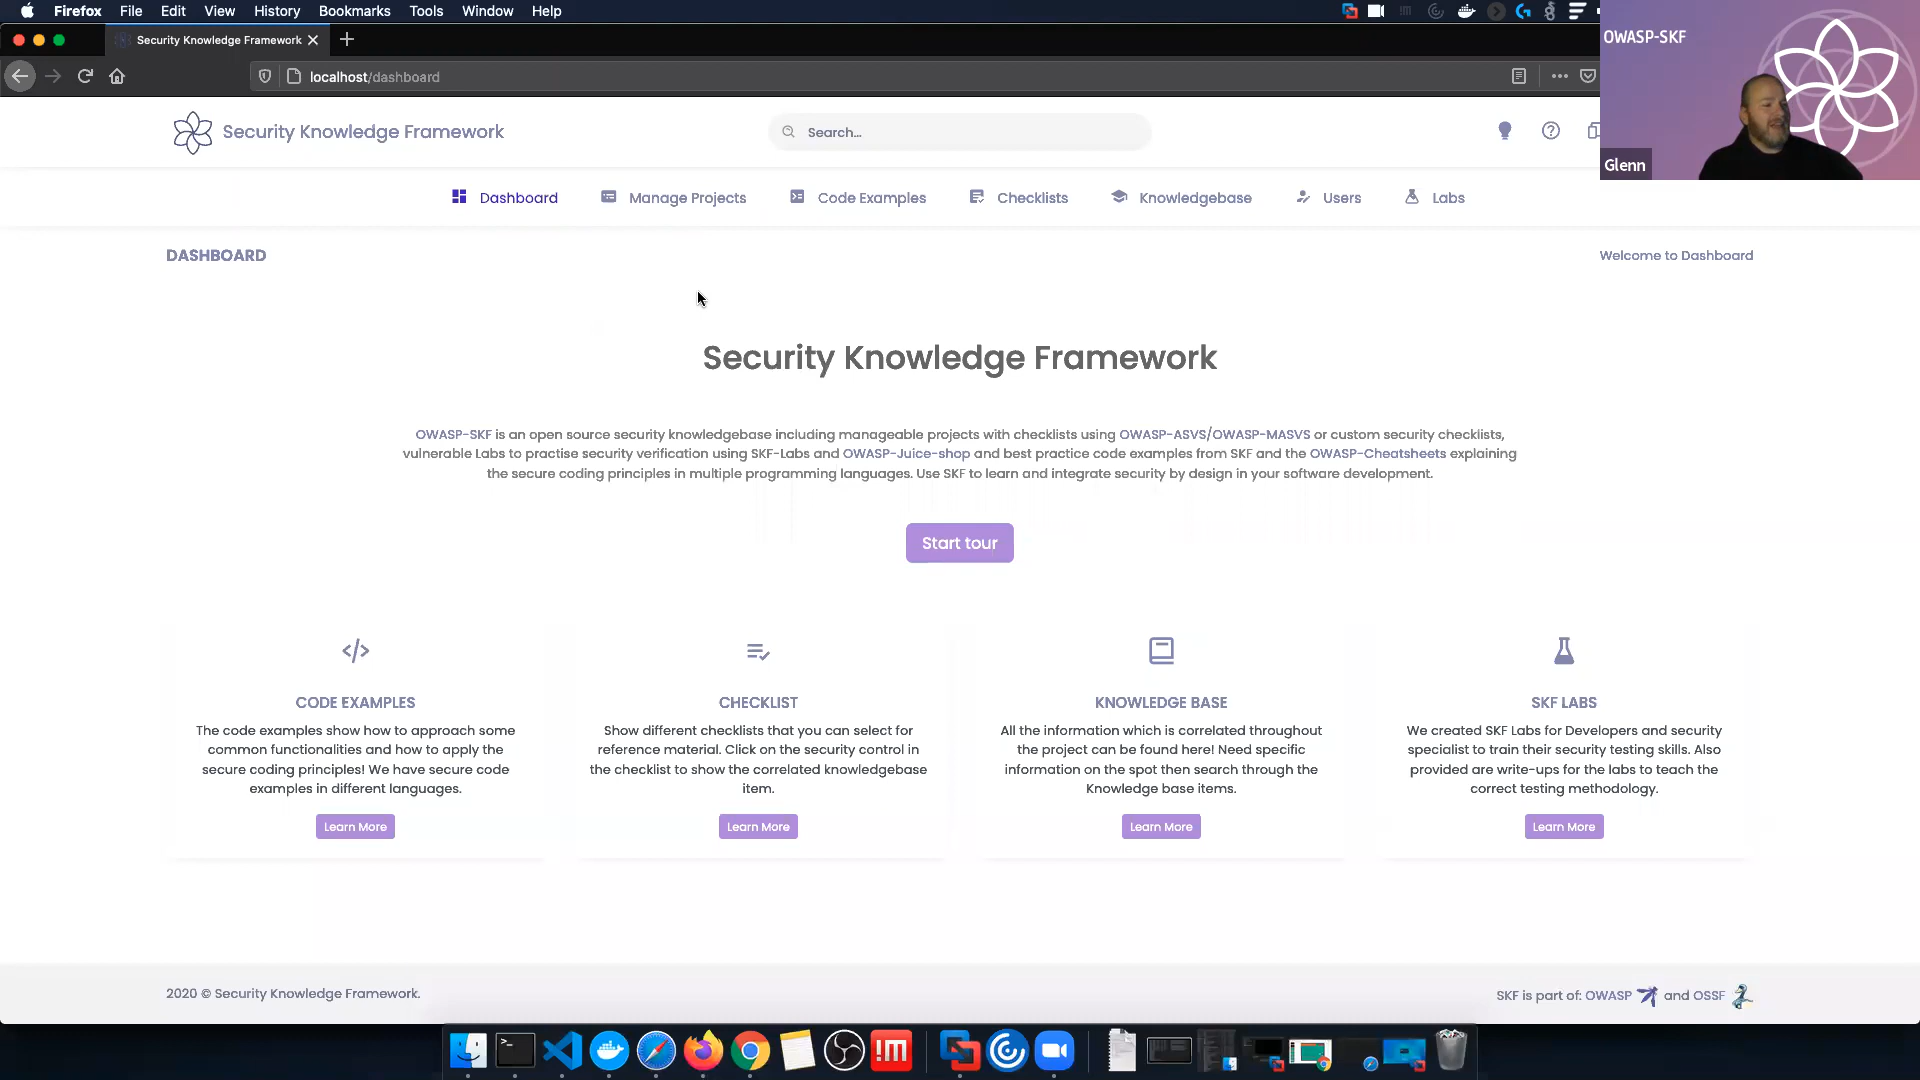 Firefox File Edit View History Bookmarks Tools Window Help
Security Knowledge Framework
localhost/dashboard
OWASP-SKF
Glenn
Security Knowledge Framework
Search...
Dashboard
Manage Projects
Code Examples
Checklists
Knowledgebase
Users
Labs
DASHBOARD
Welcome to Dashboard
Security Knowledge Framework
OWASP-SKF is an open source security knowledgebase including manageable projects with checklists using OWASP-ASVS/OWASP-MASVS or custom security checklists,
vulnerable Labs to practise security verification using SKF-Labs and OWASP-Juice-shop and best practice code examples from SKF and the OWASP-Cheatsheets explaining
the secure coding principles in multiple programming languages. Use SKF to learn and integrate security by design in your software development.
Start tour
CODE EXAMPLES
The code examples show how to approach some
common functionalities and how to apply the
secure coding principles! We have secure code
examples in different languages.
Learn More
CHECKLIST
Show different checklists that you can select for
reference material. Click on the security control in
the checklist to show the correlated knowledgebase
item.
Learn More
KNOWLEDGE BASE
All the information which is correlated throughout
the project can be found here! Need specific
information on the spot then search through the
Knowledge base items.
Learn More
SKF LABS
We created SKF Labs for Developers and security
specialist to train their security testing skills. Also
provided are write-ups for the labs to teach the
correct testing methodology.
Learn More
2020 © Security Knowledge Framework.
SKF is part of: OWASP and OSSF